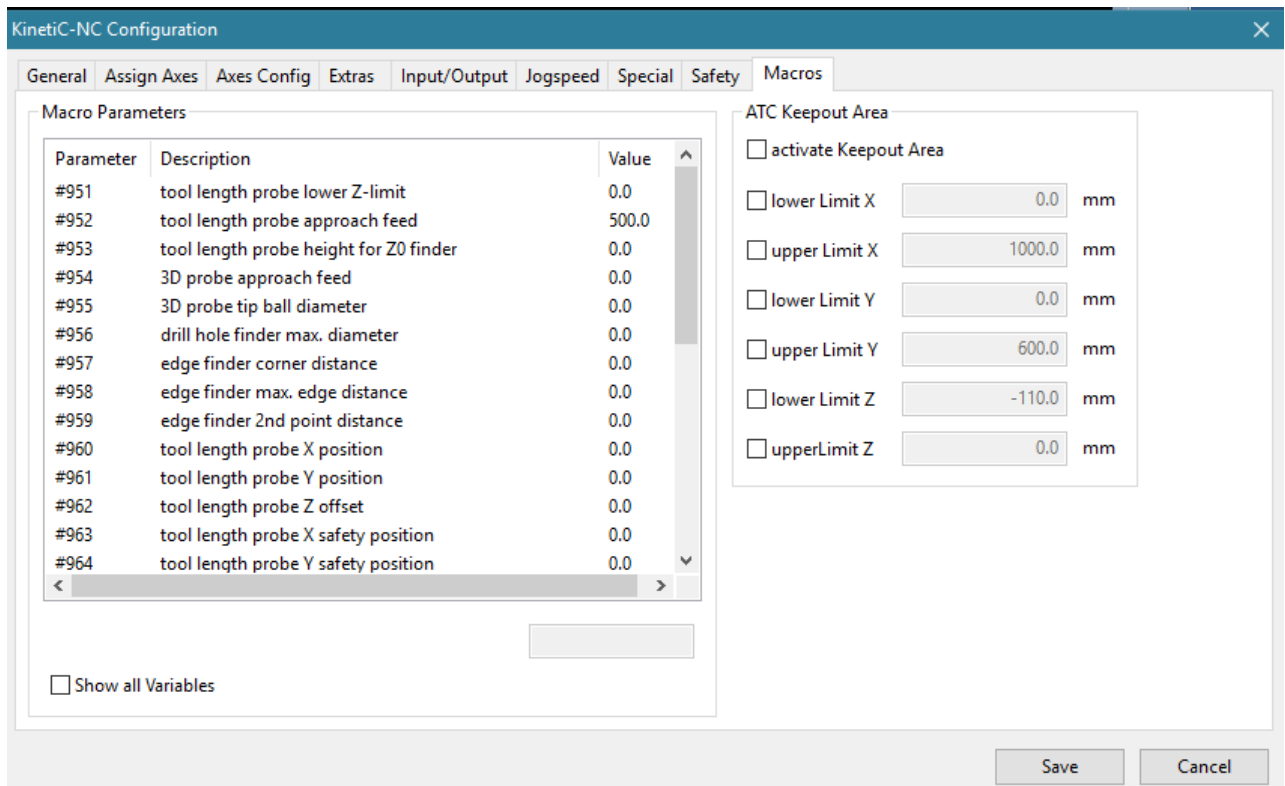 KinetiC-NC Configuration
General Assign Axes Axes Config Extras Input/Output Jogspeed Special Safety Macros
Macro Parameters
Parameter Description Value
#951 tool length probe lower Z-limit 0.0
#952 tool length probe approach feed 500.0
#953 tool length probe height for Z0 finder 0.0
#954 3D probe approach feed 0.0
#955 3D probe tip ball diameter 0.0
#956 drill hole finder max. diameter 0.0
#957 edge finder corner distance 0.0
#958 edge finder max. edge distance 0.0
#959 edge finder 2nd point distance 0.0
#960 tool length probe X position 0.0
#961 tool length probe Y position 0.0
#962 tool length probe Z offset 0.0
#963 tool length probe X safety position 0.0
#964 tool length probe Y safety position 0.0
Show all Variables
ATC Keepout Area
activate Keepout Area
lower Limit X 0.0 mm
upper Limit X 1000.0 mm
lower Limit Y 0.0 mm
upper Limit Y 600.0 mm
lower Limit Z -110.0 mm
upperLimit Z 0.0 mm
Save Cancel